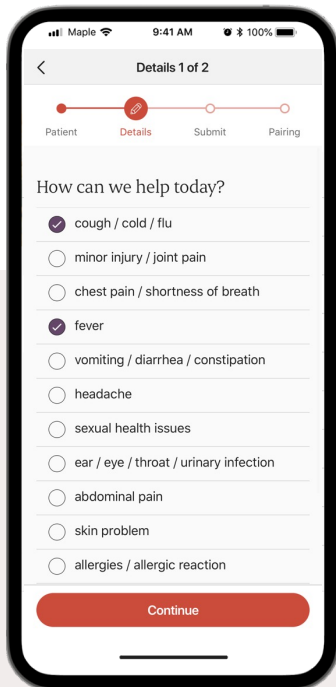 Maple 9:41 AM 100%
Details 1 of 2
Patient Details Submit Pairing
How can we help today?
cough / cold / flu
minor injury / joint pain
chest pain / shortness of breath
fever
vomiting / diarrhea / constipation
headache
sexual health issues
ear / eye / throat / urinary infection
abdominal pain
skin problem
allergies / allergic reaction
Continue